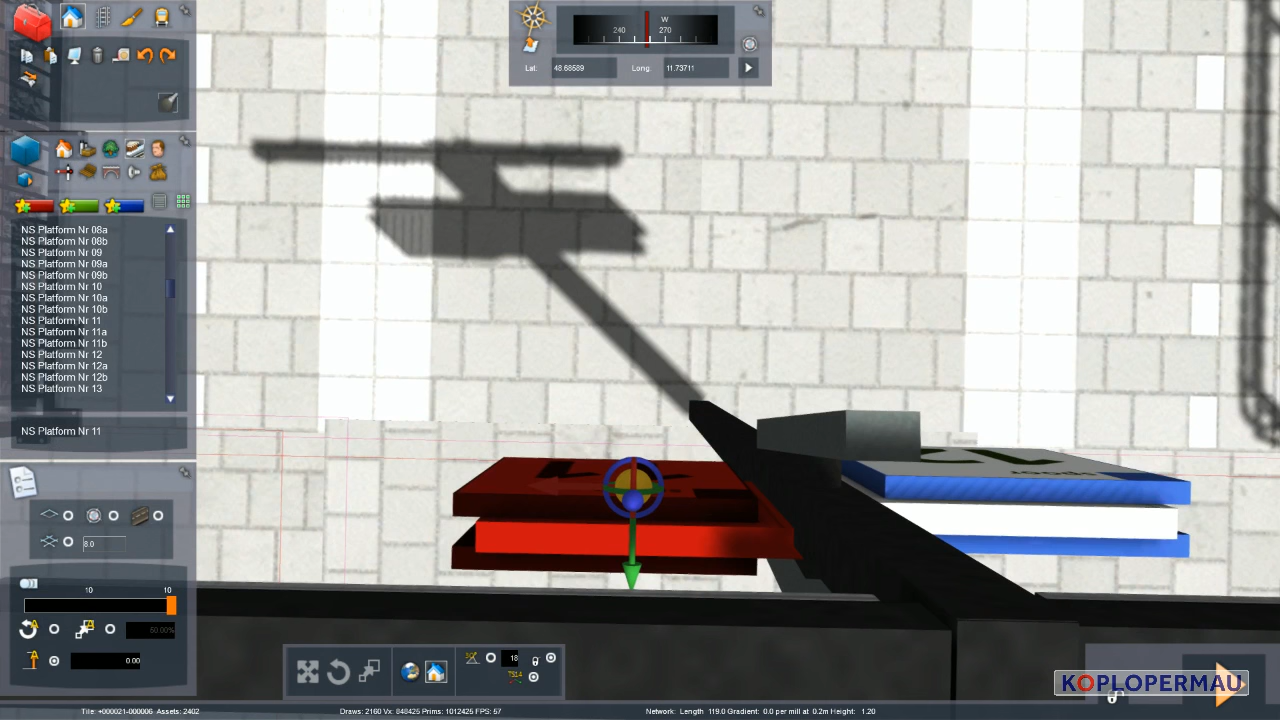 W
240
270
Lat:
48.68589
Long:
11.73711
NS Platform Nr 08a
NS Platform Nr 08b
NS Platform Nr 09
NS Platform Nr 09a
NS Platform Nr 09b
NS Platform Nr 10
NS Platform Nr 10a
NS Platform Nr 10b
NS Platform Nr 11
NS Platform Nr 11a
NS Platform Nr 11b
NS Platform Nr 12
NS Platform Nr 12a
NS Platform Nr 12b
NS Platform Nr 13
NS Platform Nr 11
12
spoor
8.0
10
10
50.00%
0.00
18
TS14
KOPLOPERMAU
Tile: +000021-000006 Assets: 2402
Draws: 2160 Vx: 848425 Prims: 1012425 FPS: 57
Network: Length 119.0 Gradient: 0.0 per mil at 0.2m Height: 1.20